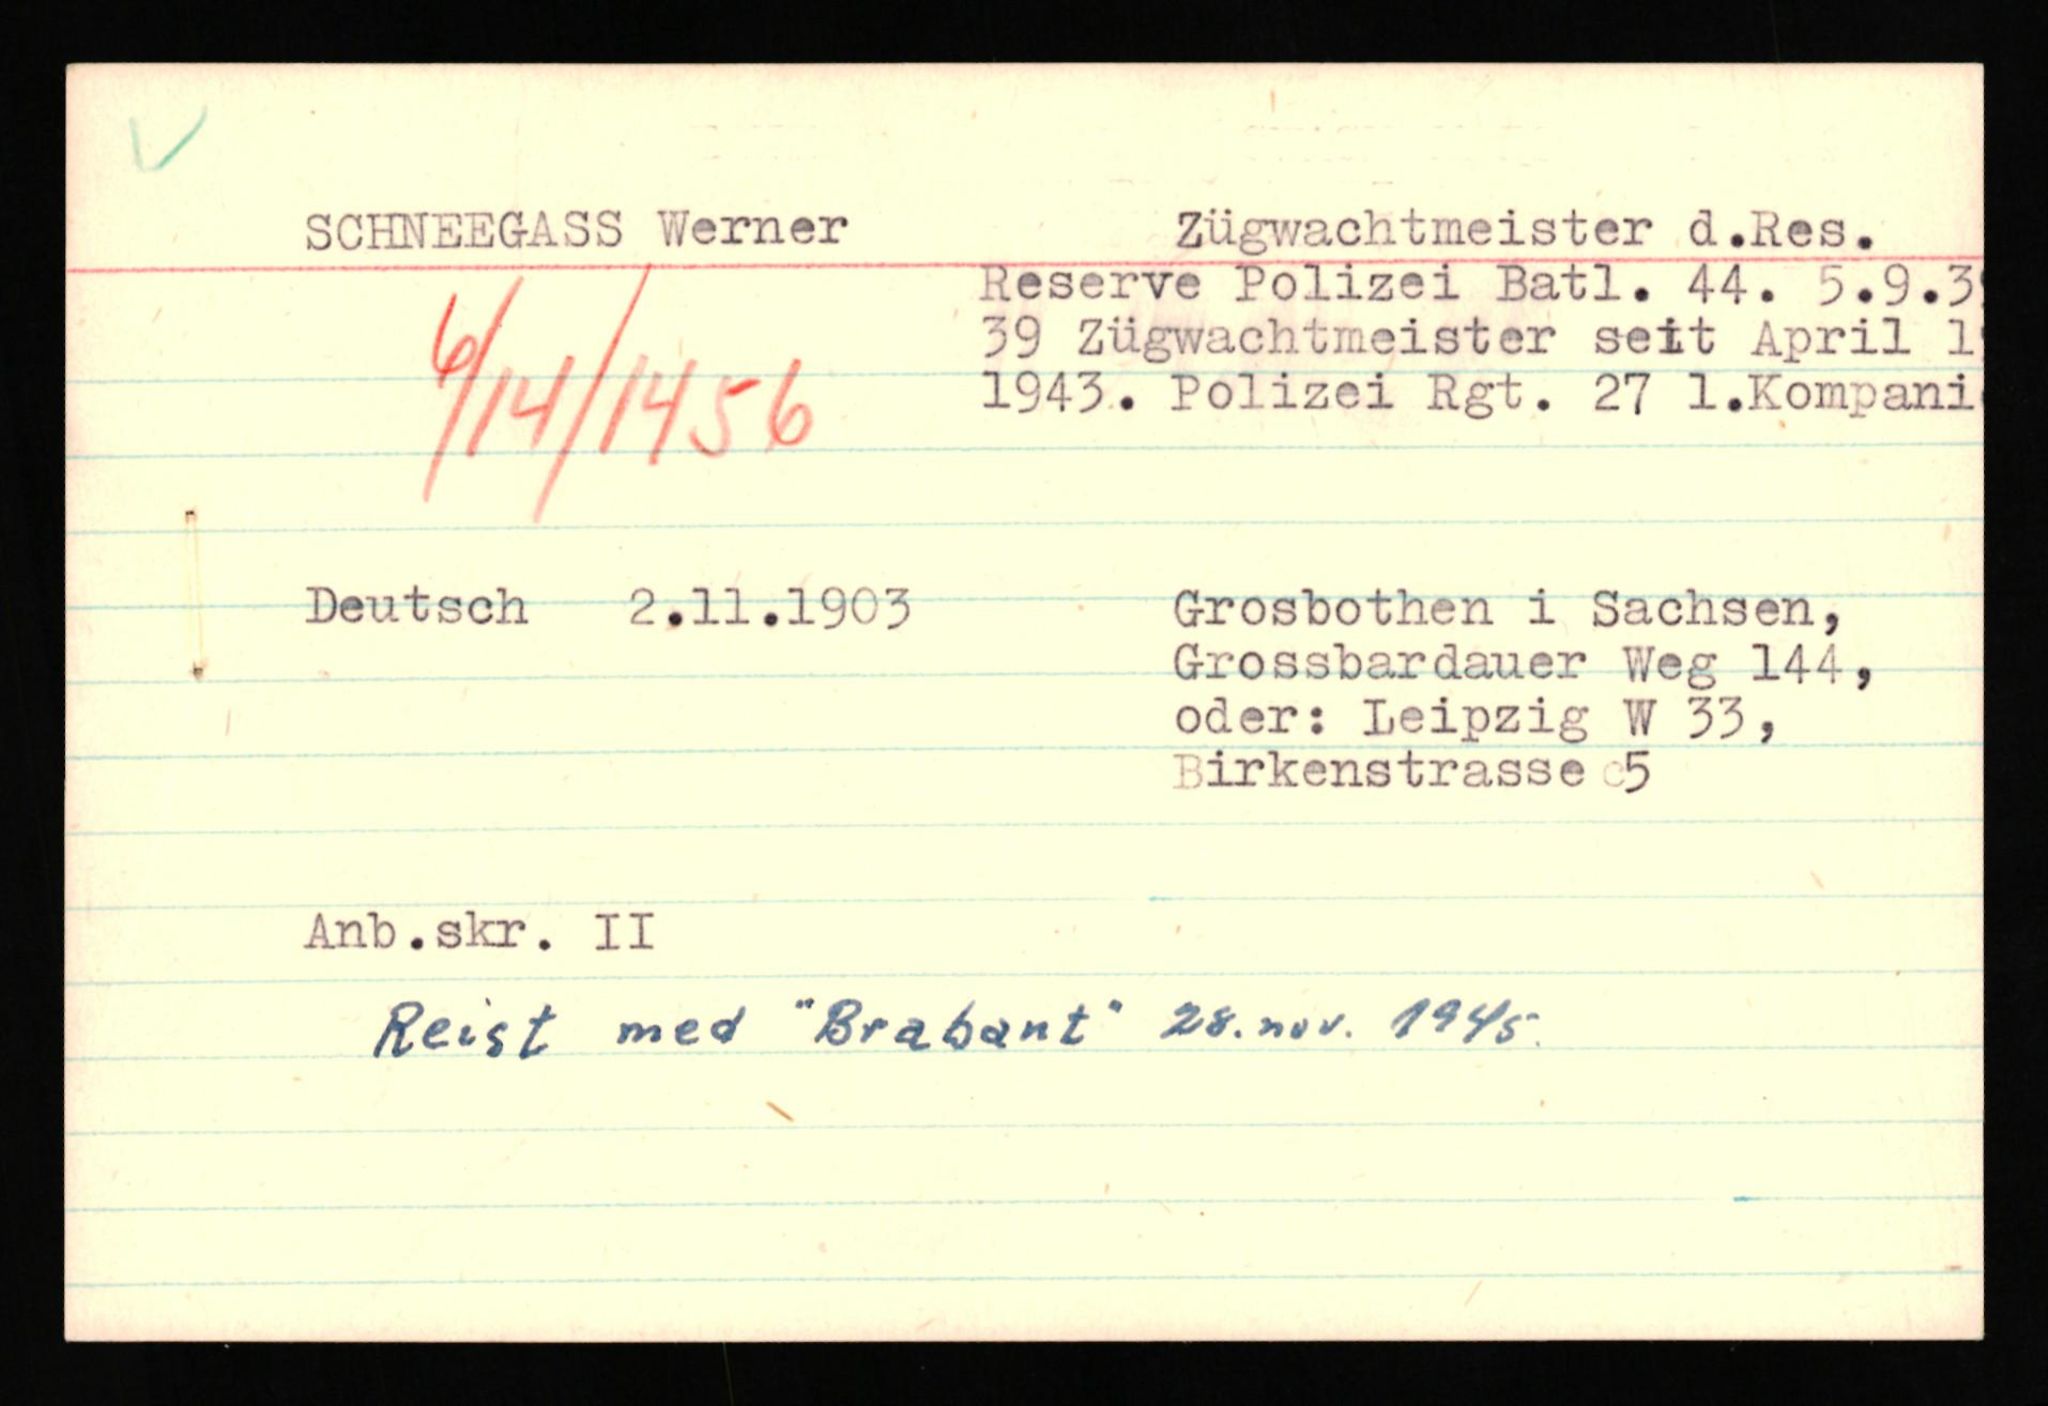 SCHNEEGASS Werner Zügwachtmeister d.Res.
Reserve Polizei Batl. 44. 5.9.39
39 Zügwachtmeister seit April 1
1943. Polizei Rgt. 27 1.Kompani
6/14/1456
Deutsch 2.11.1903 Grosbothen i Sachsen,
Grossbardauer Weg 144,
oder: Leipzig W 33,
Birkenstrasse 5
Anb.skr. II
Reist med "Brabant" 28. nov. 1945.